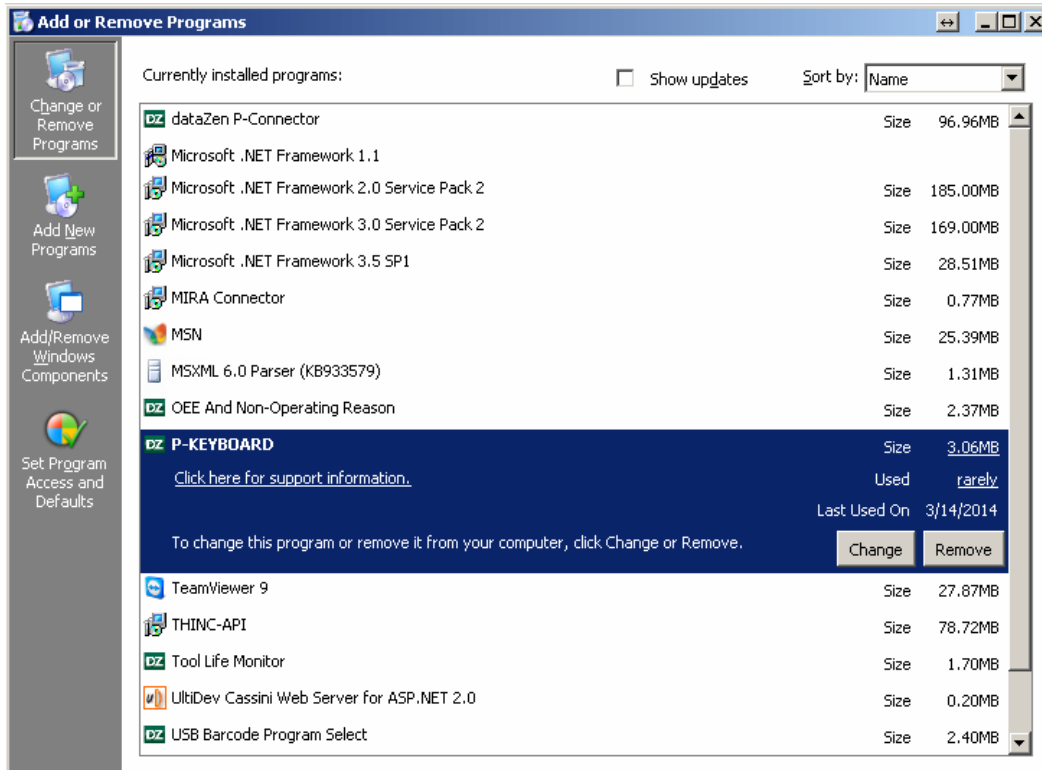 Add or Remove Programs
Change or
Remove
Programs
Add New
Programs
Add/Remove
Windows
Components
Set Program
Access and
Defaults
Currently installed programs:
Show updates
Sort by: Name
DZ dataZen P-Connector Size 96.96MB
Microsoft .NET Framework 1.1
Microsoft .NET Framework 2.0 Service Pack 2 Size 185.00MB
Microsoft .NET Framework 3.0 Service Pack 2 Size 169.00MB
Microsoft .NET Framework 3.5 SP1 Size 28.51MB
MIRA Connector Size 0.77MB
MSN Size 25.39MB
MSXML 6.0 Parser (KB933579) Size 1.31MB
DZ OEE And Non-Operating Reason Size 2.37MB
DZ P-KEYBOARD Size 3.06MB
Click here for support information. Used rarely
Last Used On 3/14/2014
To change this program or remove it from your computer, click Change or Remove. Change Remove
TeamViewer 9 Size 27.87MB
THINC-API Size 78.72MB
DZ Tool Life Monitor Size 1.70MB
UltiDev Cassini Web Server for ASP.NET 2.0 Size 0.20MB
DZ USB Barcode Program Select Size 2.40MB